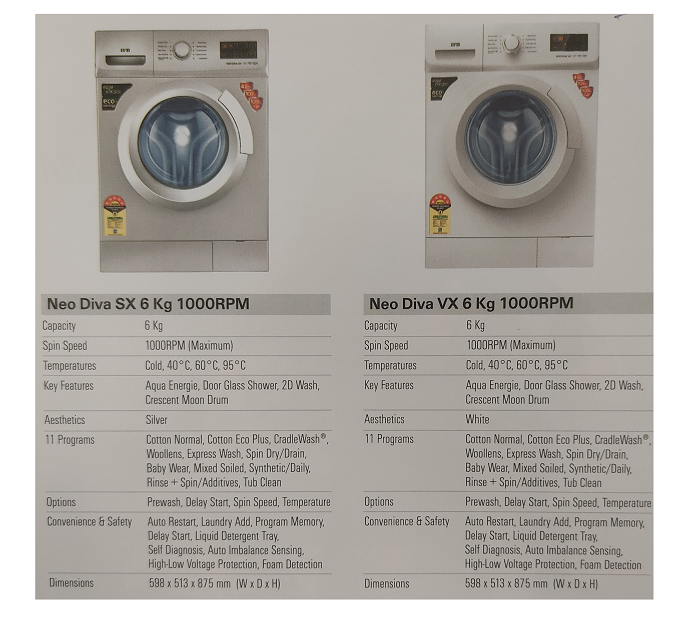 IFB
IFB
eco
eco
Neo Diva SX 6 Kg 1000RPM
Capacity 6 Kg
Spin Speed 1000RPM (Maximum)
Temperatures Cold, 40°C, 60°C, 95°C
Key Features Aqua Energie, Door Glass Shower, 2D Wash,
Crescent Moon Drum
Aesthetics Silver
11 Programs Cotton Normal, Cotton Eco Plus, CradleWash®,
Woollens, Express Wash, Spin Dry/Drain,
Baby Wear, Mixed Soiled, Synthetic/Daily,
Rinse + Spin/Additives, Tub Clean
Options Prewash, Delay Start, Spin Speed, Temperature
Convenience & Safety Auto Restart, Laundry Add, Program Memory,
Delay Start, Liquid Detergent Tray,
Self Diagnosis, Auto Imbalance Sensing,
High-Low Voltage Protection, Foam Detection
Dimensions 598 x 513 x 875 mm (W x D x H)
Neo Diva VX 6 Kg 1000RPM
Capacity 6 Kg
Spin Speed 1000RPM (Maximum)
Temperatures Cold, 40°C, 60°C, 95°C
Key Features Aqua Energie, Door Glass Shower, 2D Wash,
Crescent Moon Drum
Aesthetics White
11 Programs Cotton Normal, Cotton Eco Plus, CradleWash®,
Woollens, Express Wash, Spin Dry/Drain,
Baby Wear, Mixed Soiled, Synthetic/Daily,
Rinse + Spin/Additives, Tub Clean
Options Prewash, Delay Start, Spin Speed, Temperature
Convenience & Safety Auto Restart, Laundry Add, Program Memory,
Delay Start, Liquid Detergent Tray,
Self Diagnosis, Auto Imbalance Sensing,
High-Low Voltage Protection, Foam Detection
Dimensions 598 x 513 x 875 mm (W x D x H)